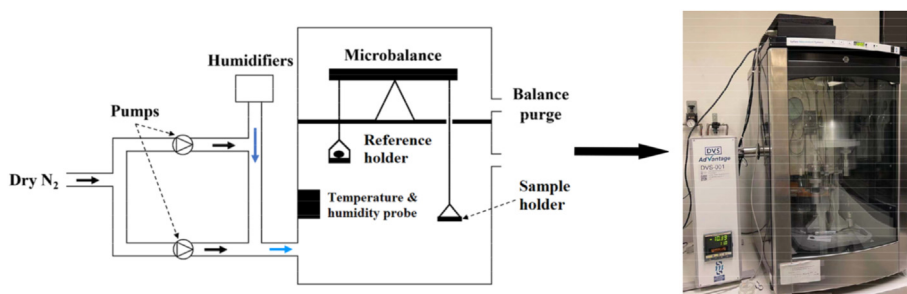 Humidifiers
Microbalance
Pumps
Balance
purge
Reference
holder
Dry N₂
Temperature &
humidity probe
Sample
holder
DVS
AdVantage
DVS-001